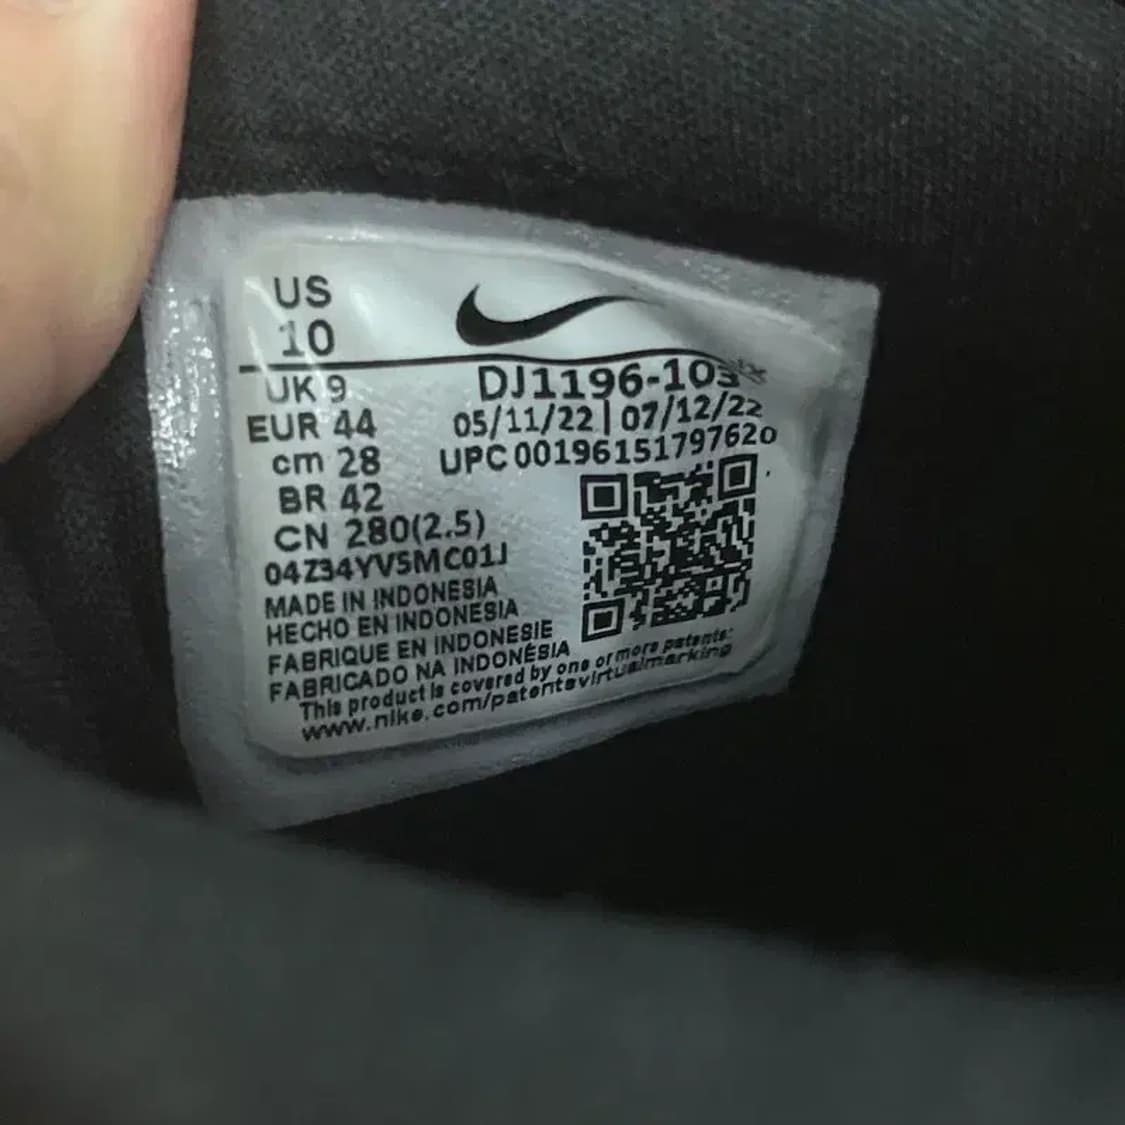 US
10
UK 9
EUR 44
cm 28
BR 42
CN 280(2.5)
04Z34YV5MC01J
DJ1196-103
05/11/22 | 07/12/22
UPC 00196151797620
MADE IN INDONESIA
HECHO EN INDONESIA
FABRIQUE EN INDONESIE
FABRICADO NA INDONÉSIA
This product is covered by one or more patents:
www.nike.com/patentsvirtualmarking